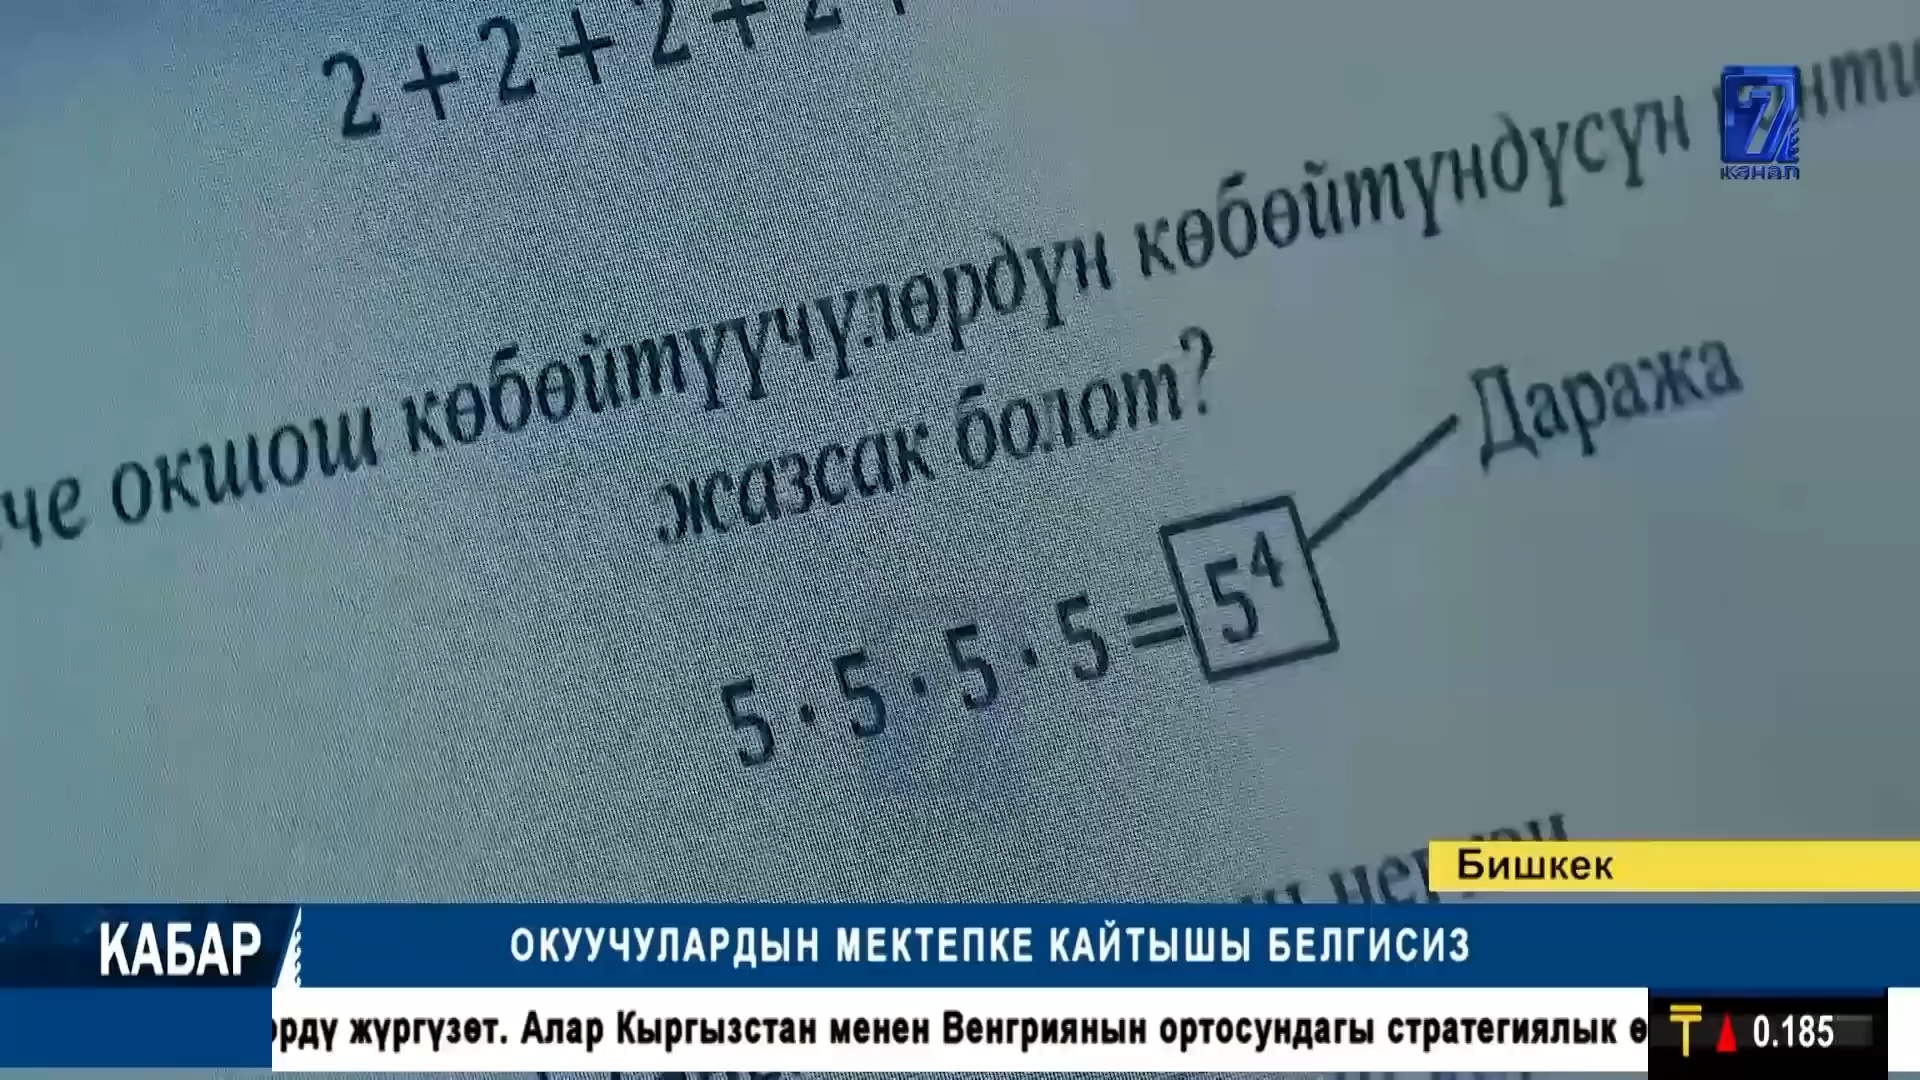 2+2+2+2+
че окшош көбөйтүүчүлөрдүн көбөйтүндүсүн
жазсак болот?
Даража
5·5·5·5=5⁴
7
канал
Бишкек
КАБАР
ОКУУЧУЛАРДЫН МЕКТЕПКЕ КАЙТЫШЫ БЕЛГИСИЗ
рдү жүргүзөт. Алар Кыргызстан менен Венгриянын ортосундагы стратегиялык ө
₸ ▲ 0.185